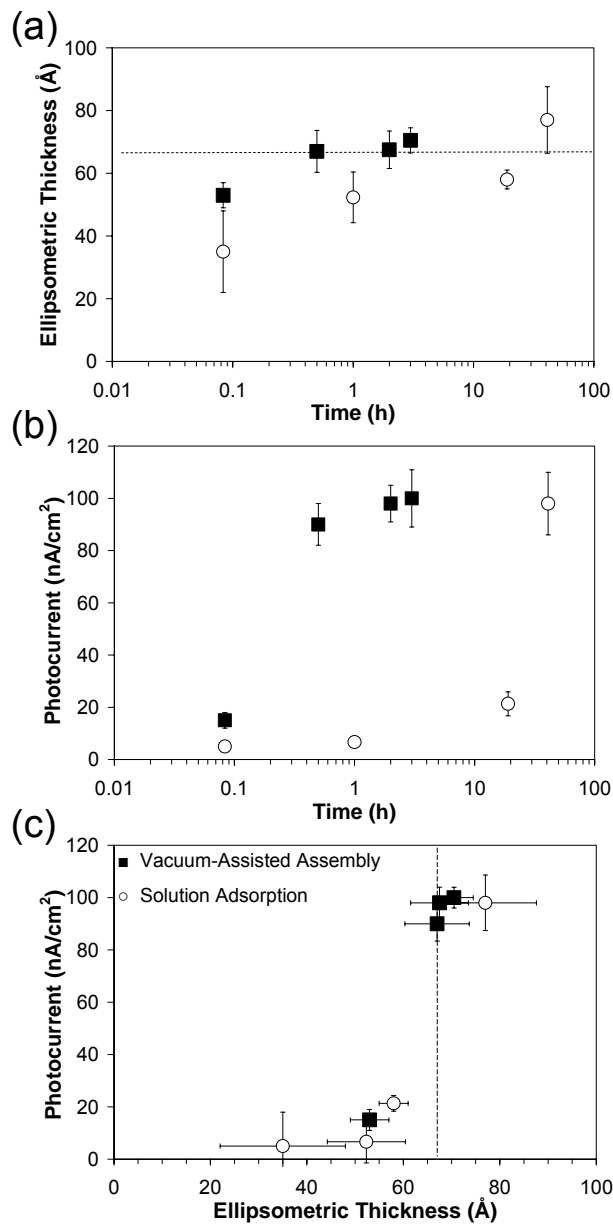 (a)
Ellipsometric Thickness (Å)
100
80
60
40
20
0
0.01 0.1 1 10 100
Time (h)
(b)
Photocurrent (nA/cm²)
120
100
80
60
40
20
0
0.01 0.1 1 10 100
Time (h)
(c)
Photocurrent (nA/cm²)
120
100
80
60
40
20
0
Vacuum-Assisted Assembly
Solution Adsorption
0 20 40 60 80 100
Ellipsometric Thickness (Å)